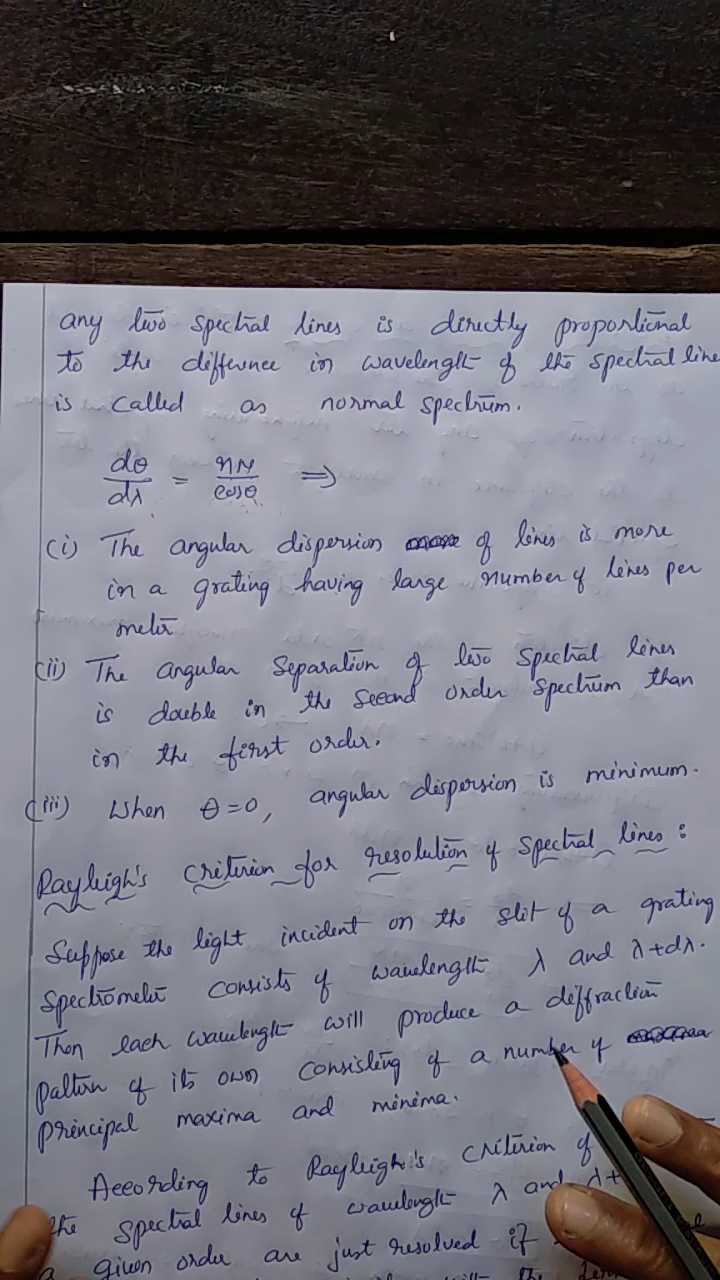 any two spectral lines is directly proportional
to the difference in wavelength of the spectral line
is called as normal spectrum.
dθ/dλ = nN/cosθ ⇒
(i) The angular dispersion of lines is more
in a grating having large number of lines per
meter
(ii) The angular separation of two spectral lines
is double in the second order spectrum than
in the first order.
(iii) When θ=0, angular dispersion is minimum.
Rayleigh's criterion for resolution of spectral lines :
Suppose the light incident on the slit of a grating
spectrometer consists of wavelength λ and λ+dλ.
Then each wavelength will produce a diffraction
pattern of its own consisting of a number of
principal maxima and minima.
According to Rayleigh's criterion of
the spectral lines of wavelength λ and λ+
given order are just resolved if